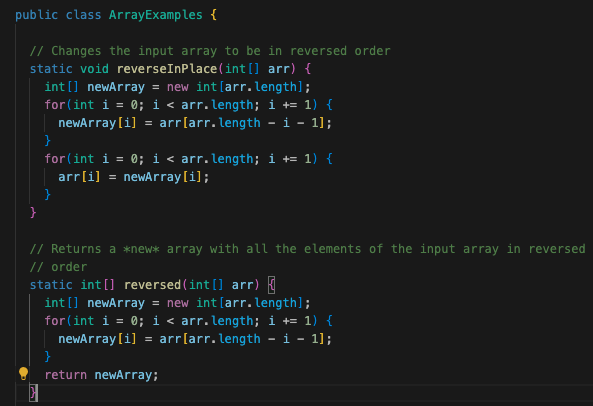 public class ArrayExamples {
// Changes the input array to be in reversed order
static void reverseInPlace(int[] arr) {
int[] newArray = new int[arr.length];
for(int i = 0; i < arr.length; i += 1) {
newArray[i] = arr[arr.length - i - 1];
}
for(int i = 0; i < arr.length; i += 1) {
arr[i] = newArray[i];
}
}
// Returns a *new* array with all the elements of the input array in reversed
// order
static int[] reversed(int[] arr) {
int[] newArray = new int[arr.length];
for(int i = 0; i < arr.length; i += 1) {
newArray[i] = arr[arr.length - i - 1];
}
return newArray;
}